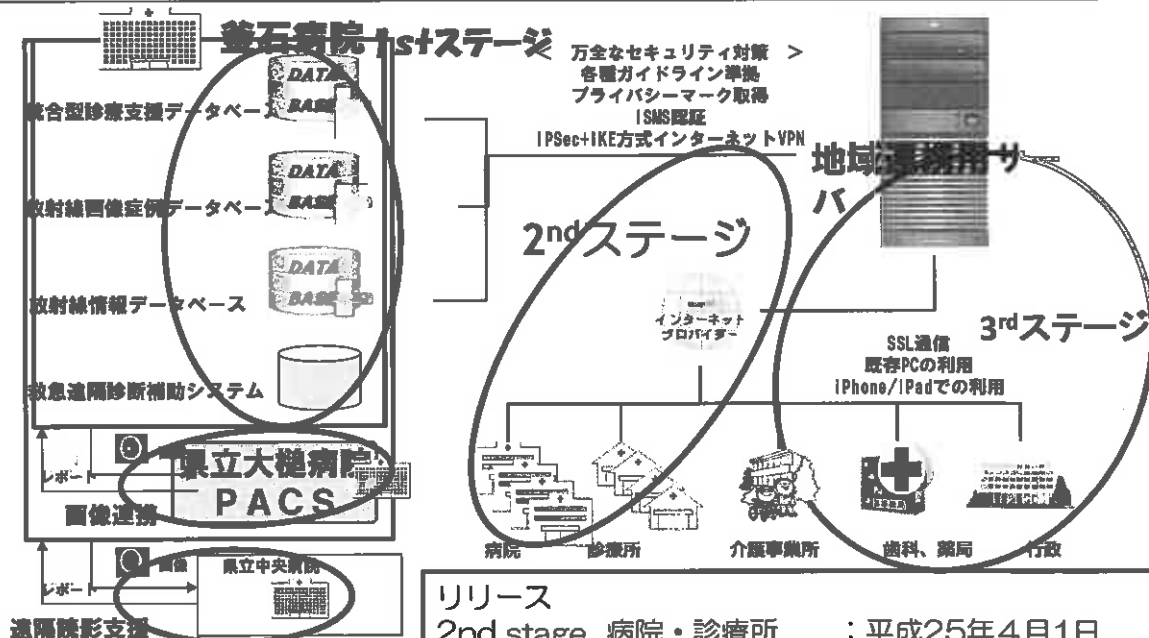 釜石病院 1stステージ
< 万全なセキュリティ対策 >
各種ガイドライン準拠
プライバシーマーク取得
ISMS認証
IPSec+IKE方式インターネットVPN
DATA
BASE
統合型診療支援データベース
DATA
BASE
放射線画像症例データベース
DATA
BASE
放射線情報データベース
救急遠隔診断補助システム
地域連携用サ
バ
2ndステージ
インターネット
プロバイダー
3rdステージ
SSL通信
既存PCの利用
iPhone/iPadでの利用
レポー
県立大槌病院
PACS
画像連携
病院
診療所
介護事業所
歯科、薬局
行政
画像
県立中央病院
レポー
遠隔読影支援
リリース
2nd stage 病院・診療所 : 平成25年4月1日